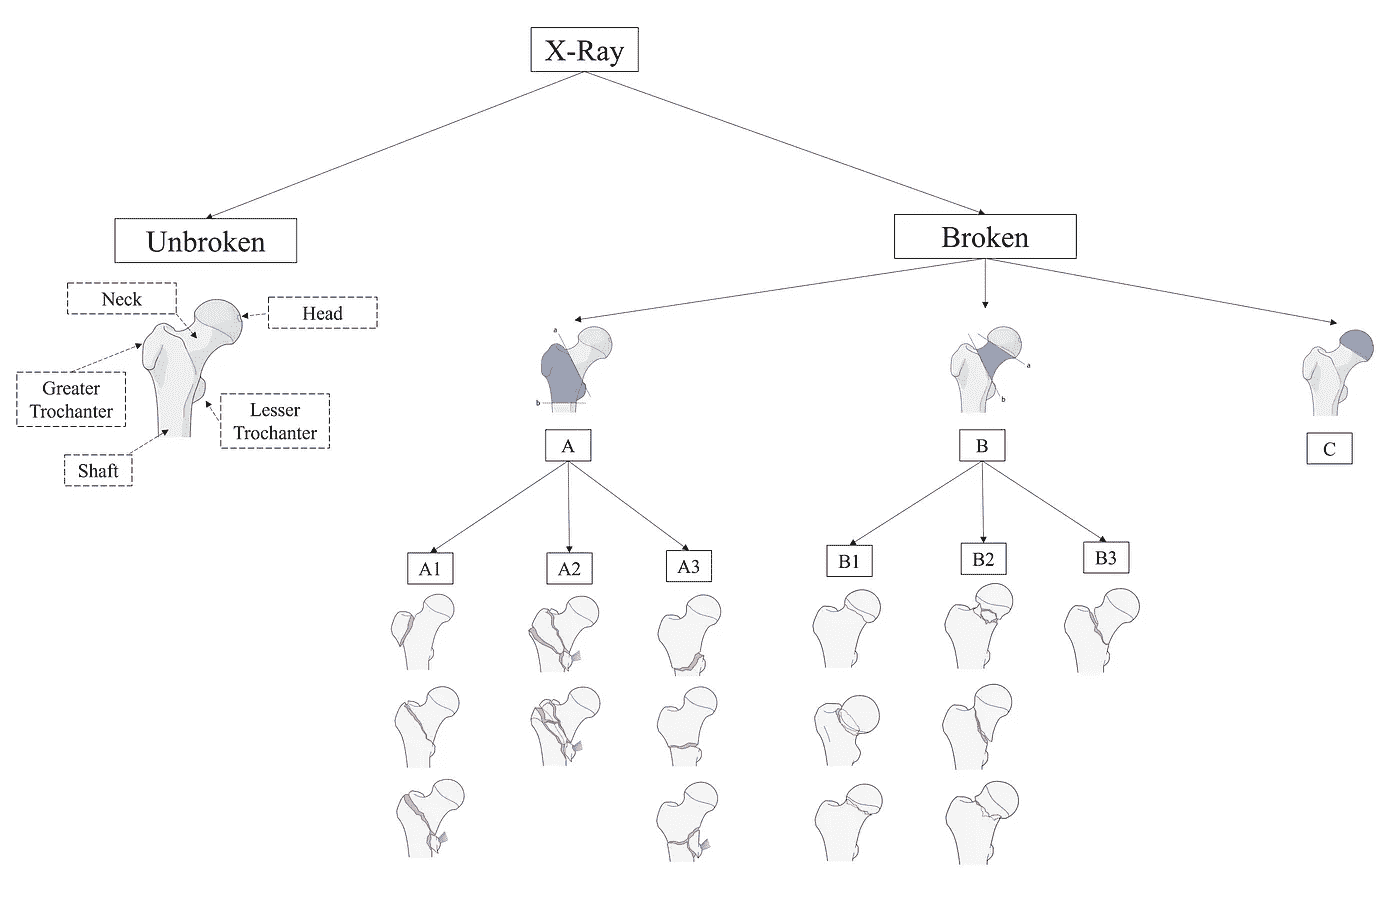 X-Ray
Unbroken
Broken
Neck
Head
Greater
Trochanter
Lesser
Trochanter
Shaft
a
b
a
b
A
B
C
A1
A2
A3
B1
B2
B3